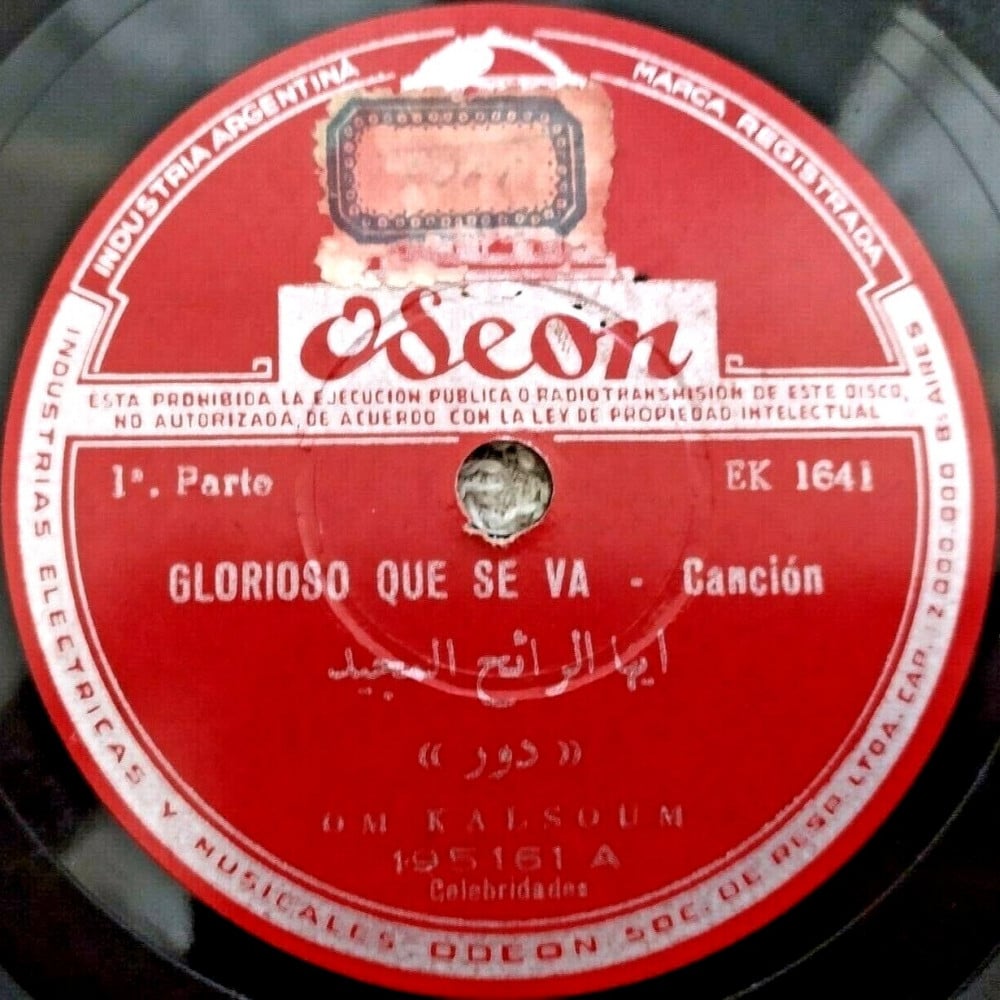 INDUSTRIA ARGENTINA
MARCA REGISTRADA
Odeon
ESTA PROHIBIDA LA EJECUCION PUBLICA O RADIOTRANSMISION DE ESTE DISCO,
NO AUTORIZADA, DE ACUERDO CON LA LEY DE PROPIEDAD INTELECTUAL
1ª. Parte
EK 1641
GLORIOSO QUE SE VA - Canción
ايها الرائح المجيد
« دور »
OM KALSOUM
195161 A
Celebridades
INDUSTRIAS ELECTRICAS Y MUSICALES ODEON SOC. DE RESP. LTDA. CAP. 12000.000 Bs AIRES